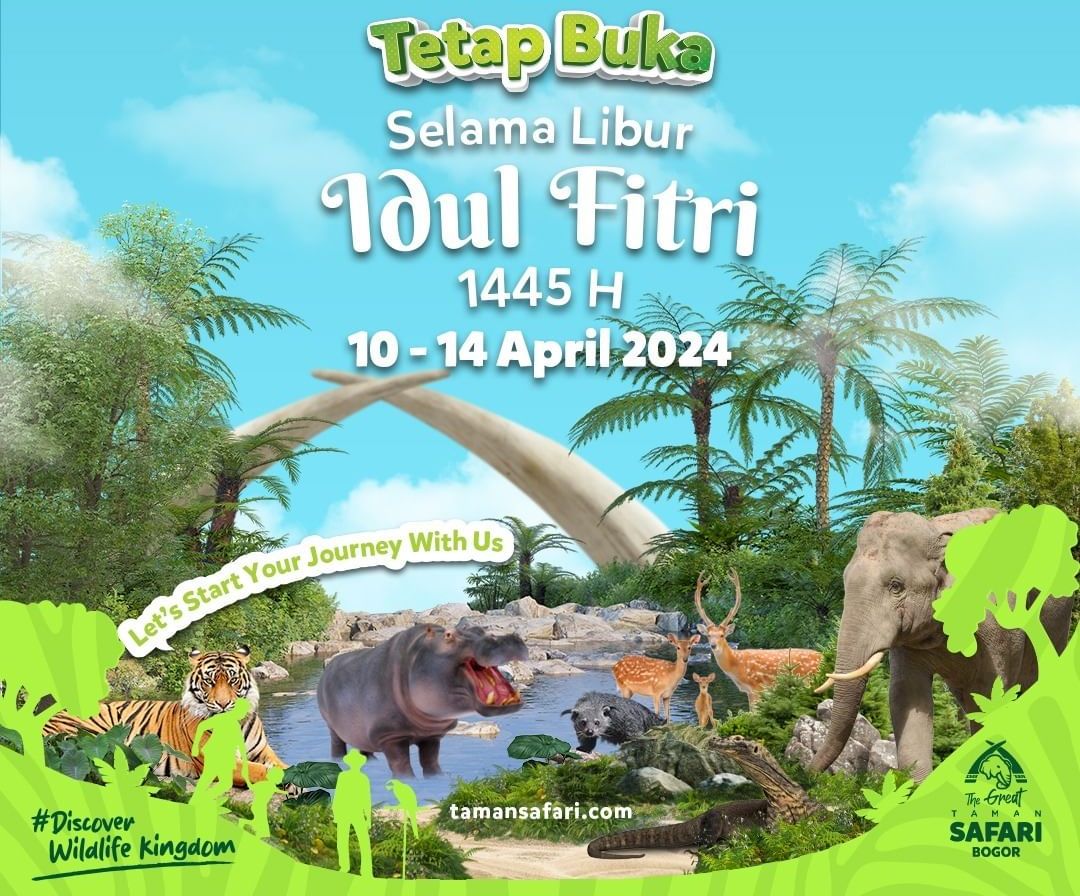 Tetap Buka
Selama Libur
Idul Fitri
1445 H
10 - 14 April 2024
Let's Start Your Journey With Us
tamansafari.com
#Discover
Wildlife Kingdom
The Great
TAMAN
SAFARI
BOGOR